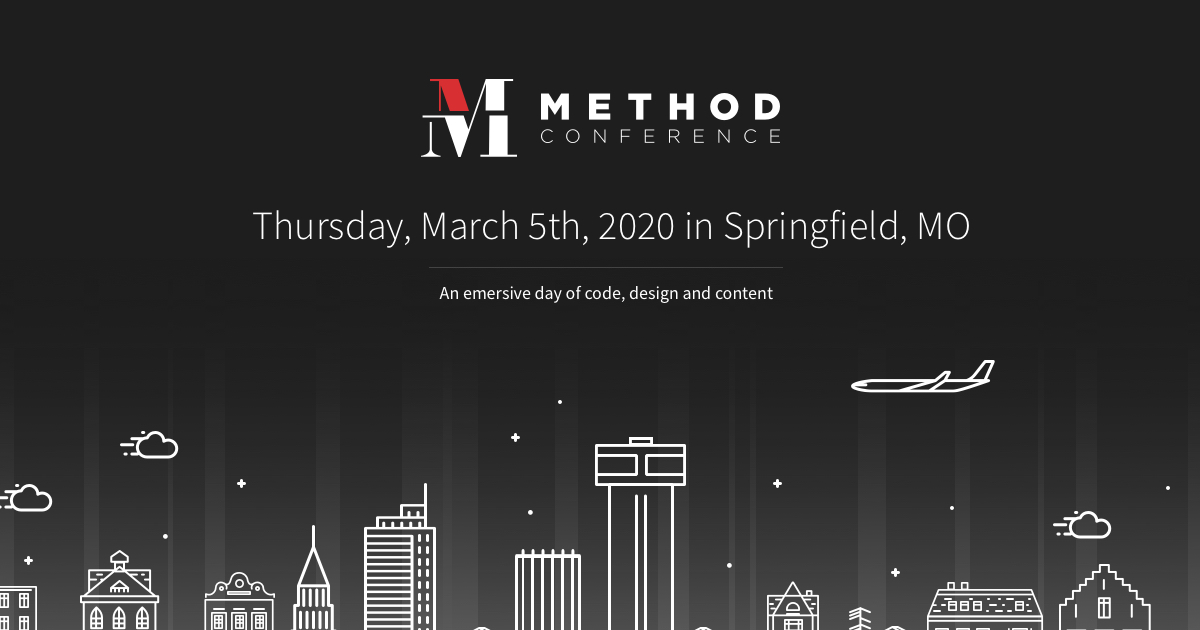 M
METHOD
CONFERENCE
Thursday, March 5th, 2020 in Springfield, MO
An emersive day of code, design and content